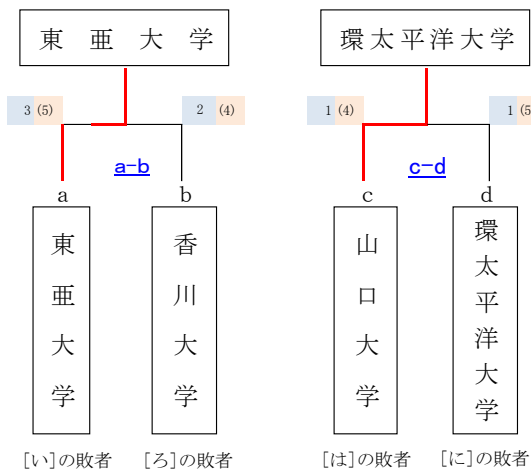 東亜大学
環太平洋大学
3 (5)
2 (4)
1 (4)
1 (5
a-b
c-d
a
b
c
d
東亜大学
香川大学
山口大学
環太平洋大学
[い]の敗者
[ろ]の敗者
[は]の敗者
[に]の敗者